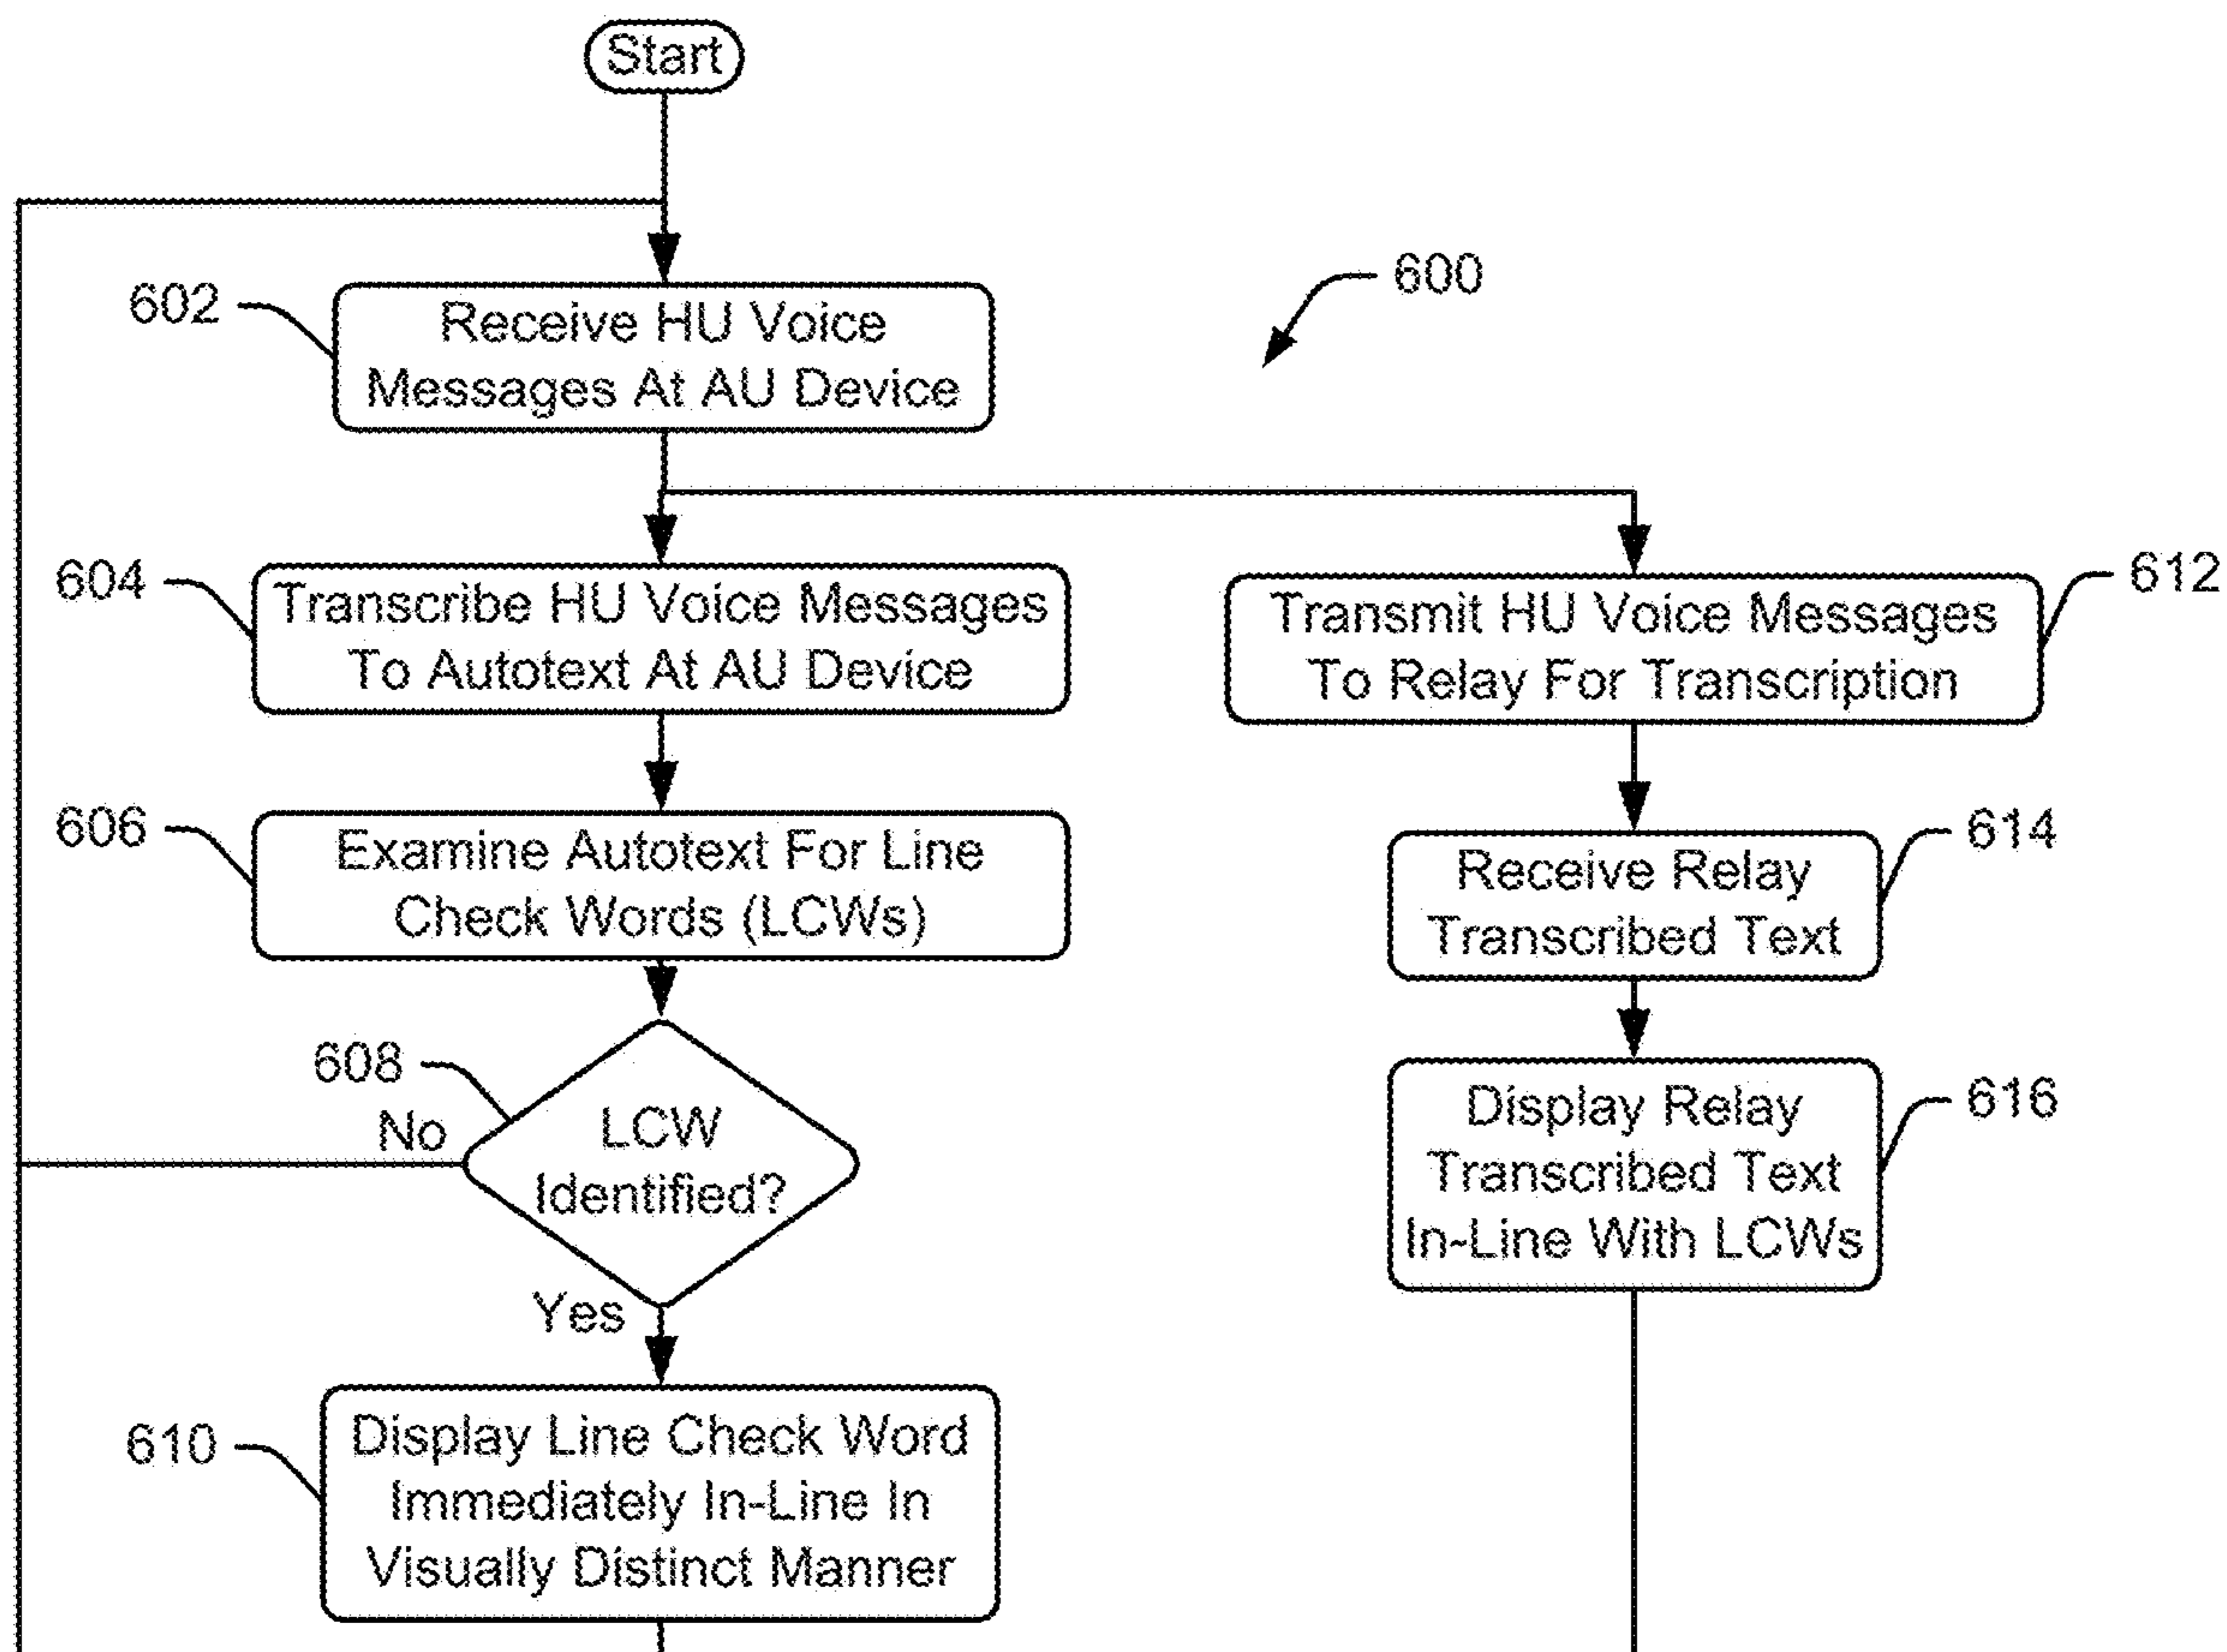 Start
600
602
Receive HU Voice
Messages At AU Device
604
Transcribe HU Voice Messages
To Autotext At AU Device
612
Transmit HU Voice Messages
To Relay For Transcription
606
Examine Autotext For Line
Check Words (LCWs)
614
Receive Relay
Transcribed Text
608
No
LCW
Identified?
Yes
616
Display Relay
Transcribed Text
In-Line With LCWs
610
Display Line Check Word
Immediately In-Line In
Visually Distinct Manner